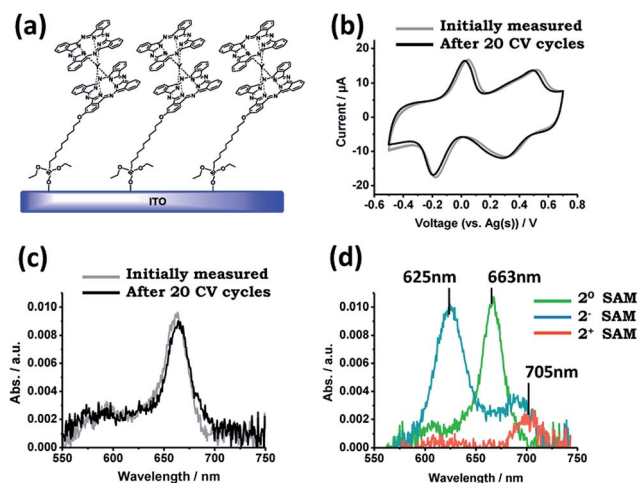 (a)
ITO
(b)
Initially measured
After 20 CV cycles
20
10
0
-10
-20
Current / µA
-0.6 -0.4 -0.2 0.0 0.2 0.4 0.6 0.8
Voltage (vs. Ag(s)) / V
(c)
Initially measured
After 20 CV cycles
0.010
0.008
0.006
0.004
0.002
0.000
Abs. / a.u.
550 600 650 700 750
Wavelength / nm
(d)
625nm 663nm
2⁰ SAM
2⁻ SAM
2⁺ SAM
705nm
0.010
0.008
0.006
0.004
0.002
0.000
Abs. / a.u.
550 600 650 700 750
Wavelength / nm